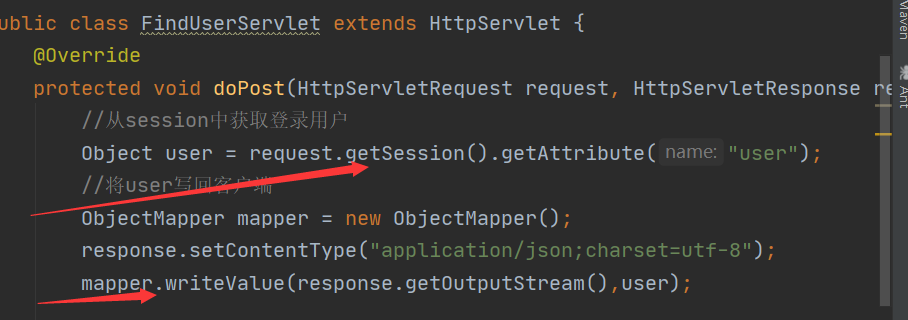 ublic class FindUserServlet extends HttpServlet {
@Override
protected void doPost(HttpServletRequest request, HttpServletResponse re
//从session中获取登录用户
Object user = request.getSession().getAttribute( name: "user");
//将user写回客户端
ObjectMapper mapper = new ObjectMapper();
response.setContentType("application/json;charset=utf-8");
mapper.writeValue(response.getOutputStream(),user);
Maven
Ant